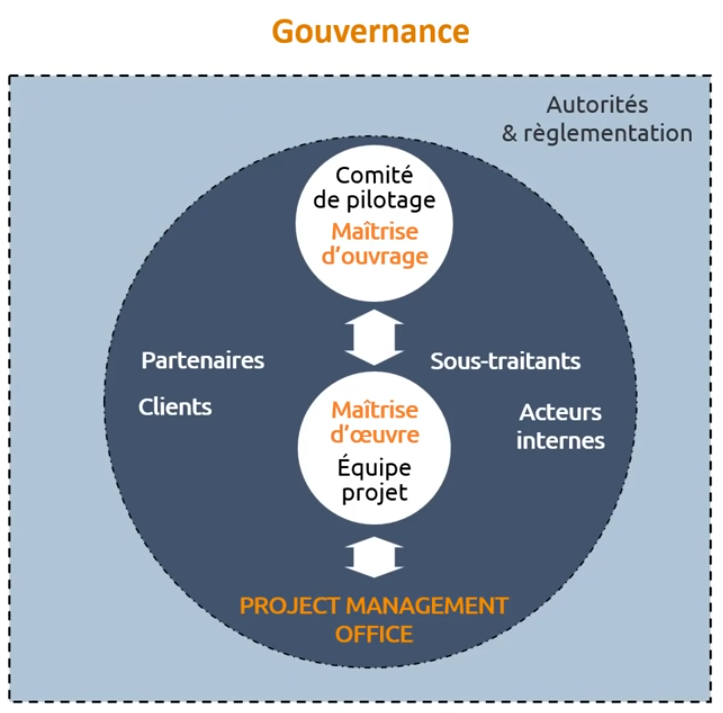 Gouvernance
Autorités
& règlementation
Comité
de pilotage
Maîtrise
d'ouvrage
Partenaires
Sous-traitants
Clients
Acteurs
internes
Maîtrise
d'œuvre
Équipe
projet
PROJECT MANAGEMENT
OFFICE